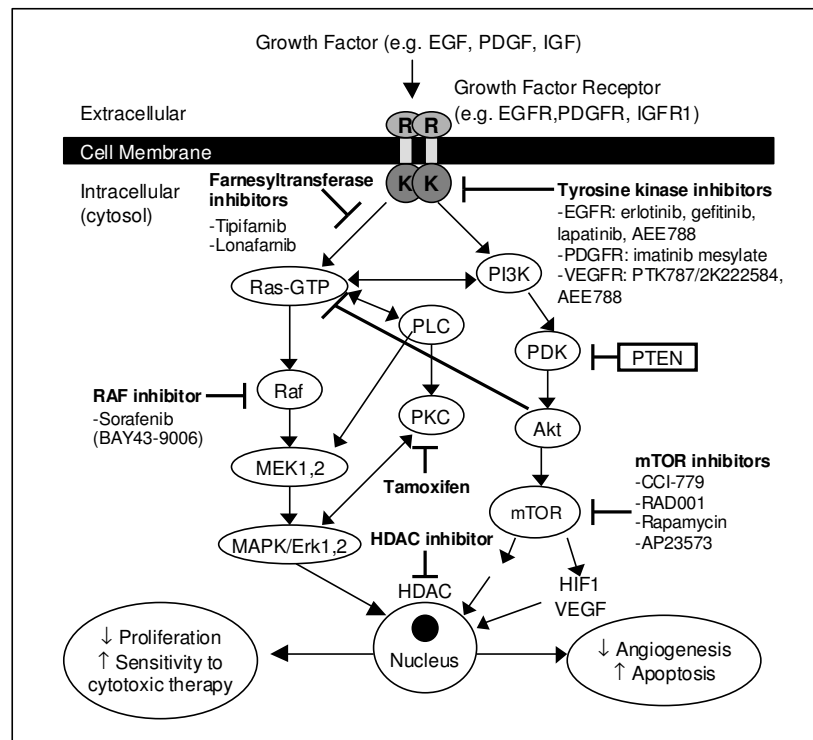 Growth Factor (e.g. EGF, PDGF, IGF)
Growth Factor Receptor
(e.g. EGFR,PDGFR, IGFR1)
Extracellular
R R
Cell Membrane
Intracellular
(cytosol)
K K
Farnesyltransferase
inhibitors
-Tipifarnib
-Lonafarnib
Tyrosine kinase inhibitors
-EGFR: erlotinib, gefitinib,
lapatinib, AEE788
-PDGFR: imatinib mesylate
-VEGFR: PTK787/2K222584,
AEE788
Ras-GTP
PI3K
PLC
PDK
PTEN
RAF inhibitor
-Sorafenib
(BAY43-9006)
Raf
PKC
Akt
MEK1,2
Tamoxifen
mTOR inhibitors
-CCI-779
-RAD001
-Rapamycin
-AP23573
mTOR
MAPK/Erk1,2
HDAC inhibitor
HDAC
HIF1
VEGF
Nucleus
↓ Proliferation
↑ Sensitivity to
cytotoxic therapy
↓ Angiogenesis
↑ Apoptosis